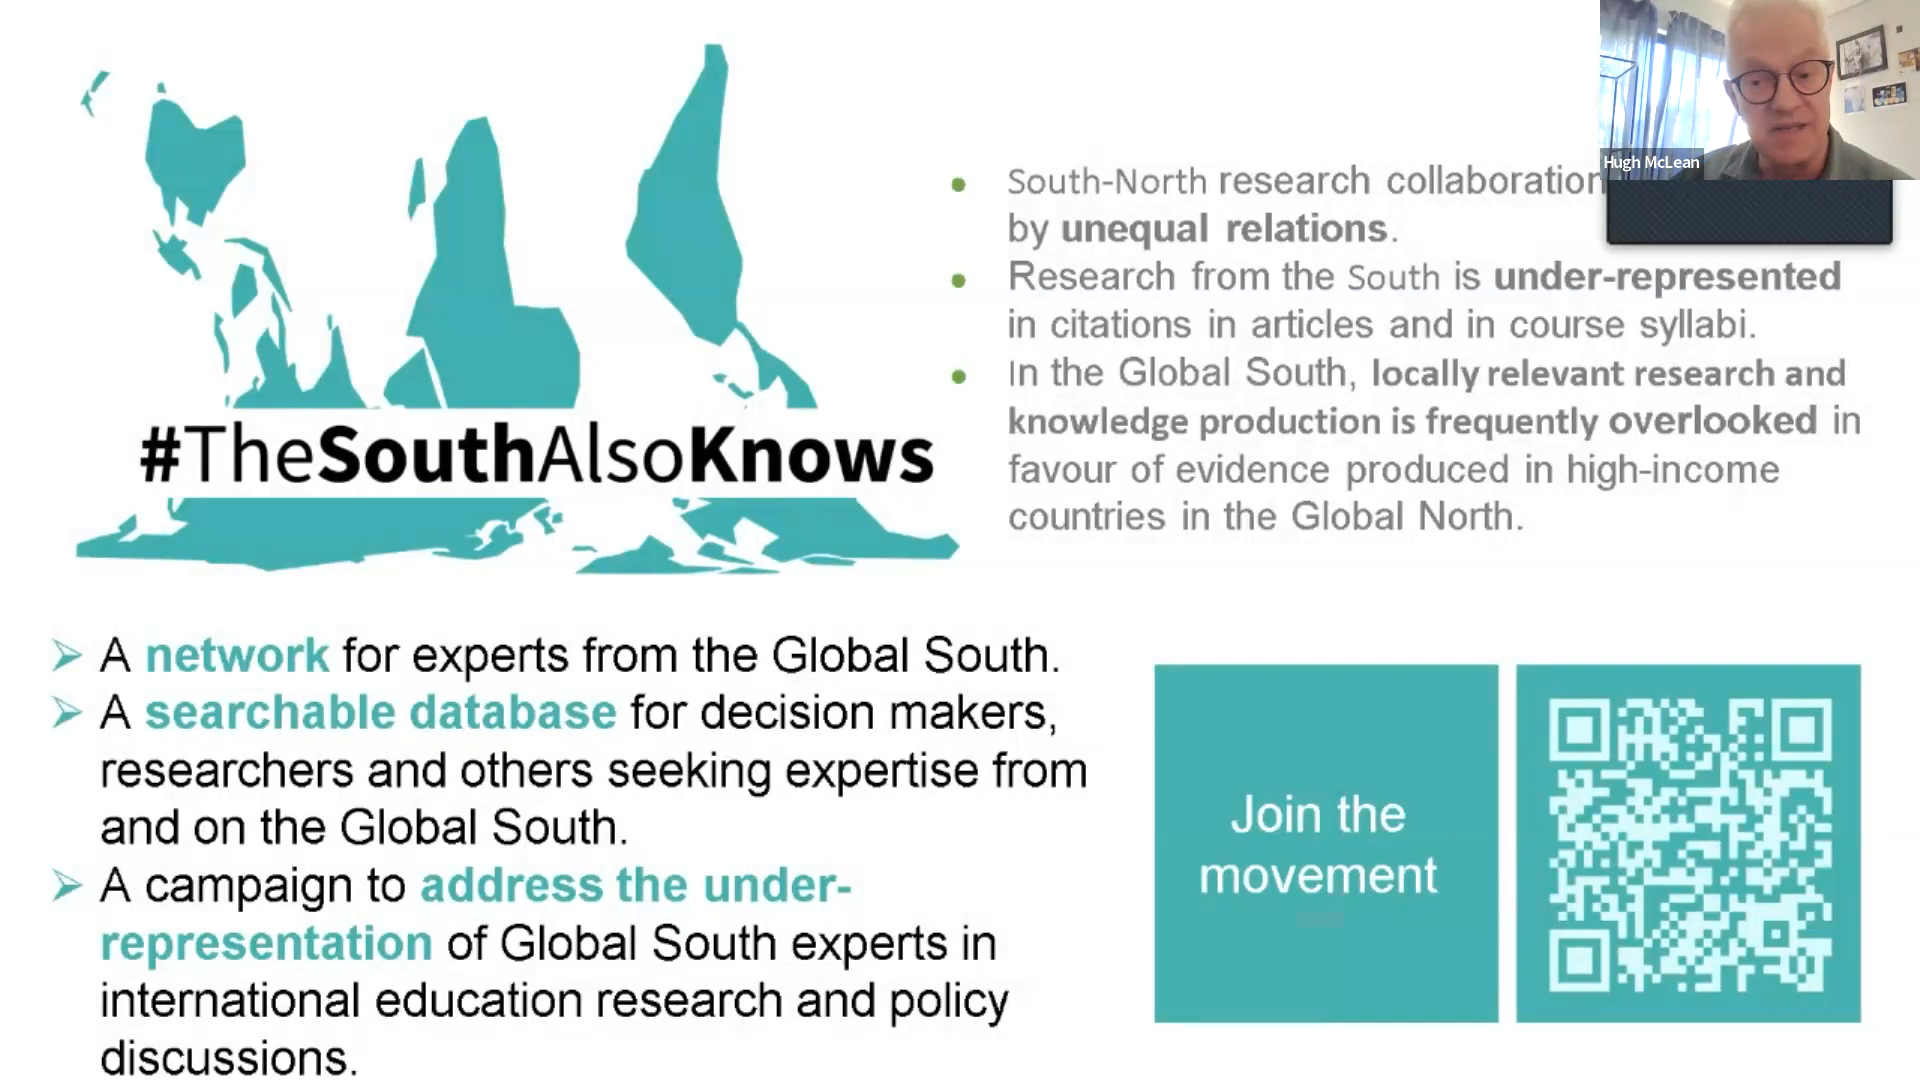 Hugh McLean
South-North research collaboration
by unequal relations.
Research from the South is under-represented
in citations in articles and in course syllabi.
In the Global South, locally relevant research and
knowledge production is frequently overlooked in
favour of evidence produced in high-income
countries in the Global North.
#TheSouthAlsoKnows
A network for experts from the Global South.
A searchable database for decision makers,
researchers and others seeking expertise from
and on the Global South.
A campaign to address the under-
representation of Global South experts in
international education research and policy
discussions.
Join the
movement